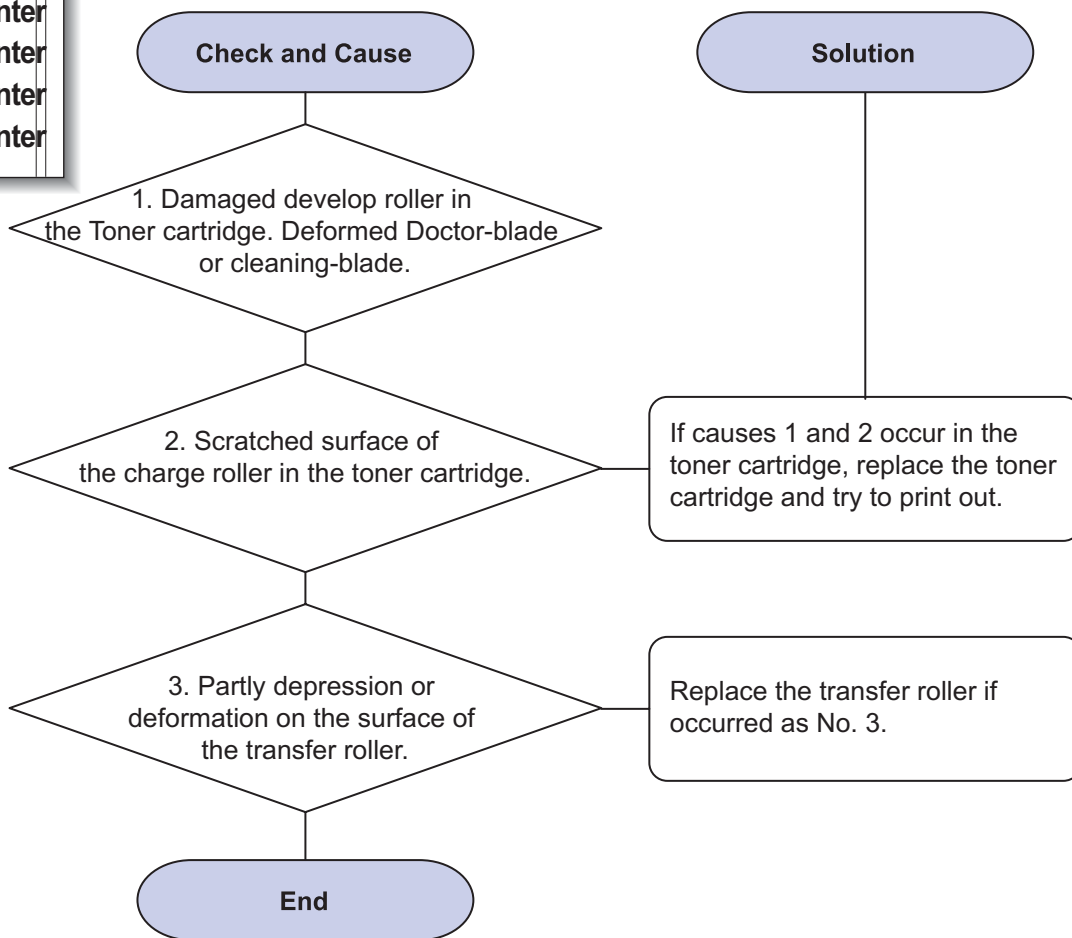 nter
nter
nter
nter
Check and Cause
Solution
1. Damaged develop roller in
the Toner cartridge. Deformed Doctor-blade
or cleaning-blade.
2. Scratched surface of
the charge roller in the toner cartridge.
If causes 1 and 2 occur in the
toner cartridge, replace the toner
cartridge and try to print out.
3. Partly depression or
deformation on the surface of
the transfer roller.
Replace the transfer roller if
occurred as No. 3.
End